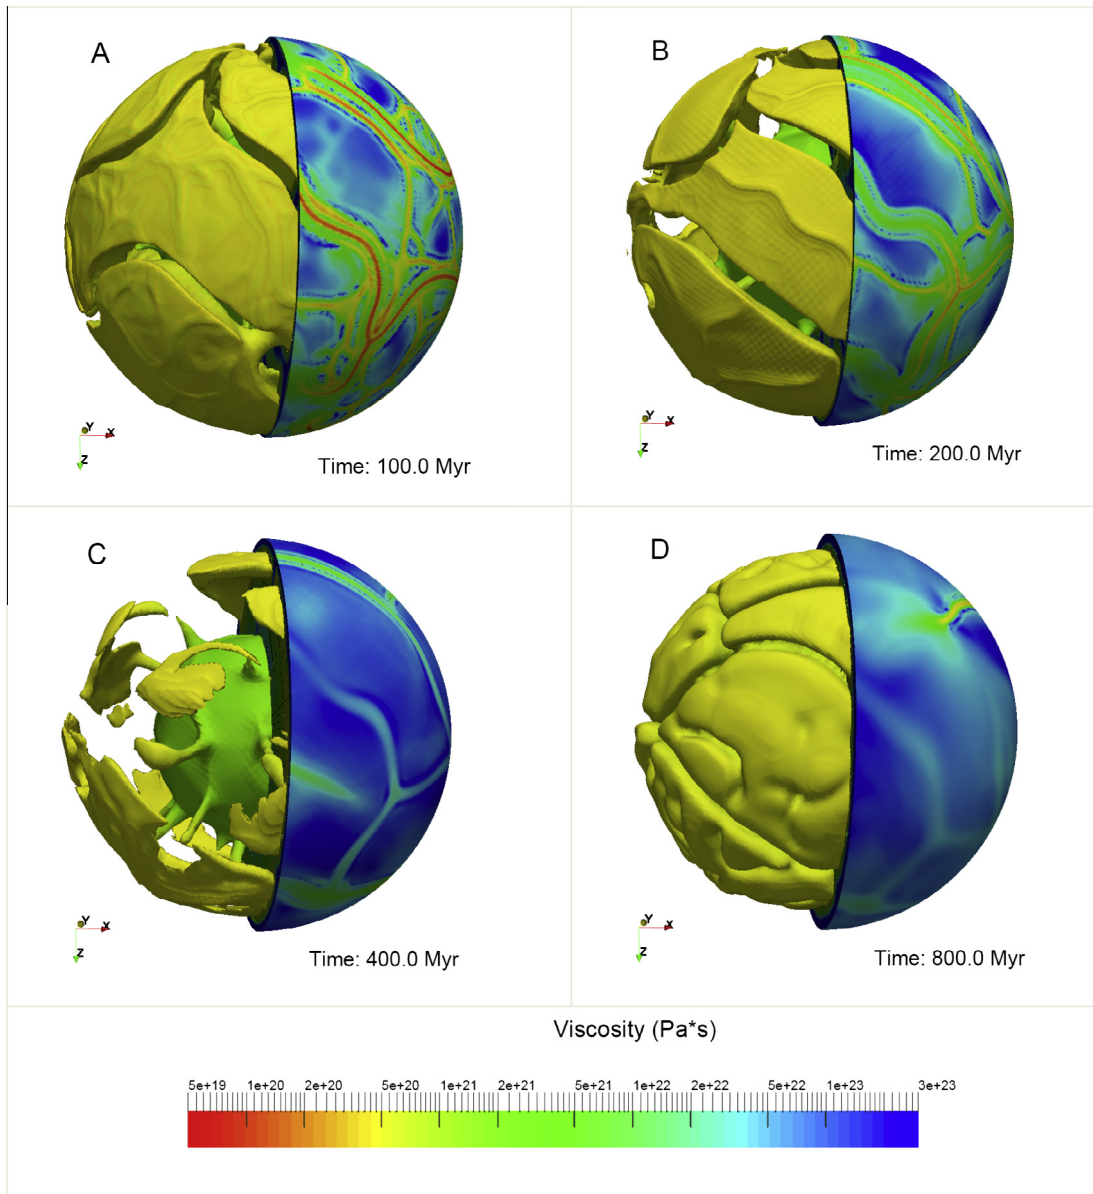 A
B
Y
X
Z
Time: 100.0 Myr
Y
X
Z
Time: 200.0 Myr
C
D
Y
X
Z
Time: 400.0 Myr
Y
X
Z
Time: 800.0 Myr
Viscosity (Pa*s)
5e+19 1e+20 2e+20 5e+20 1e+21 2e+21 5e+21 1e+22 2e+22 5e+22 1e+23 3e+23